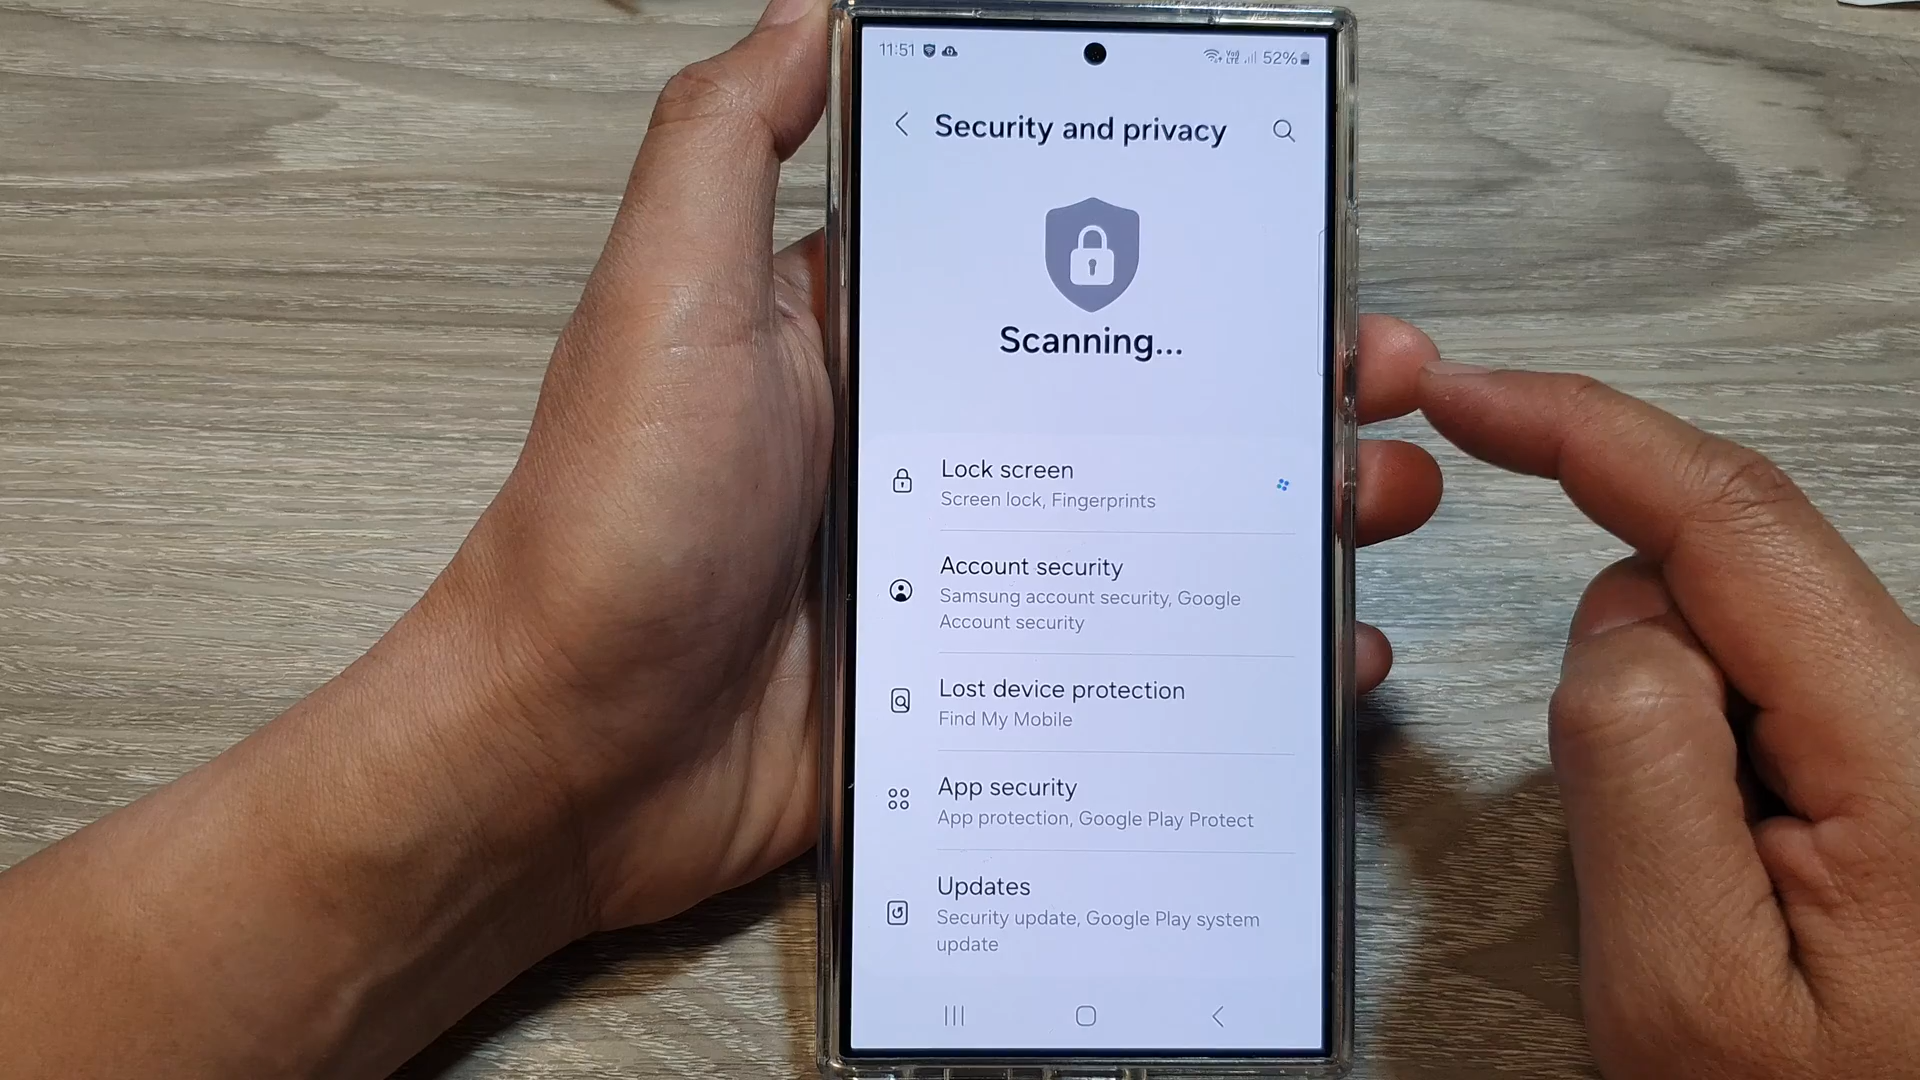 11:51
Vo)) LTE 52%
Security and privacy
Scanning...
Lock screen
Screen lock, Fingerprints
Account security
Samsung account security, Google
Account security
Lost device protection
Find My Mobile
App security
App protection, Google Play Protect
Updates
Security update, Google Play system
update